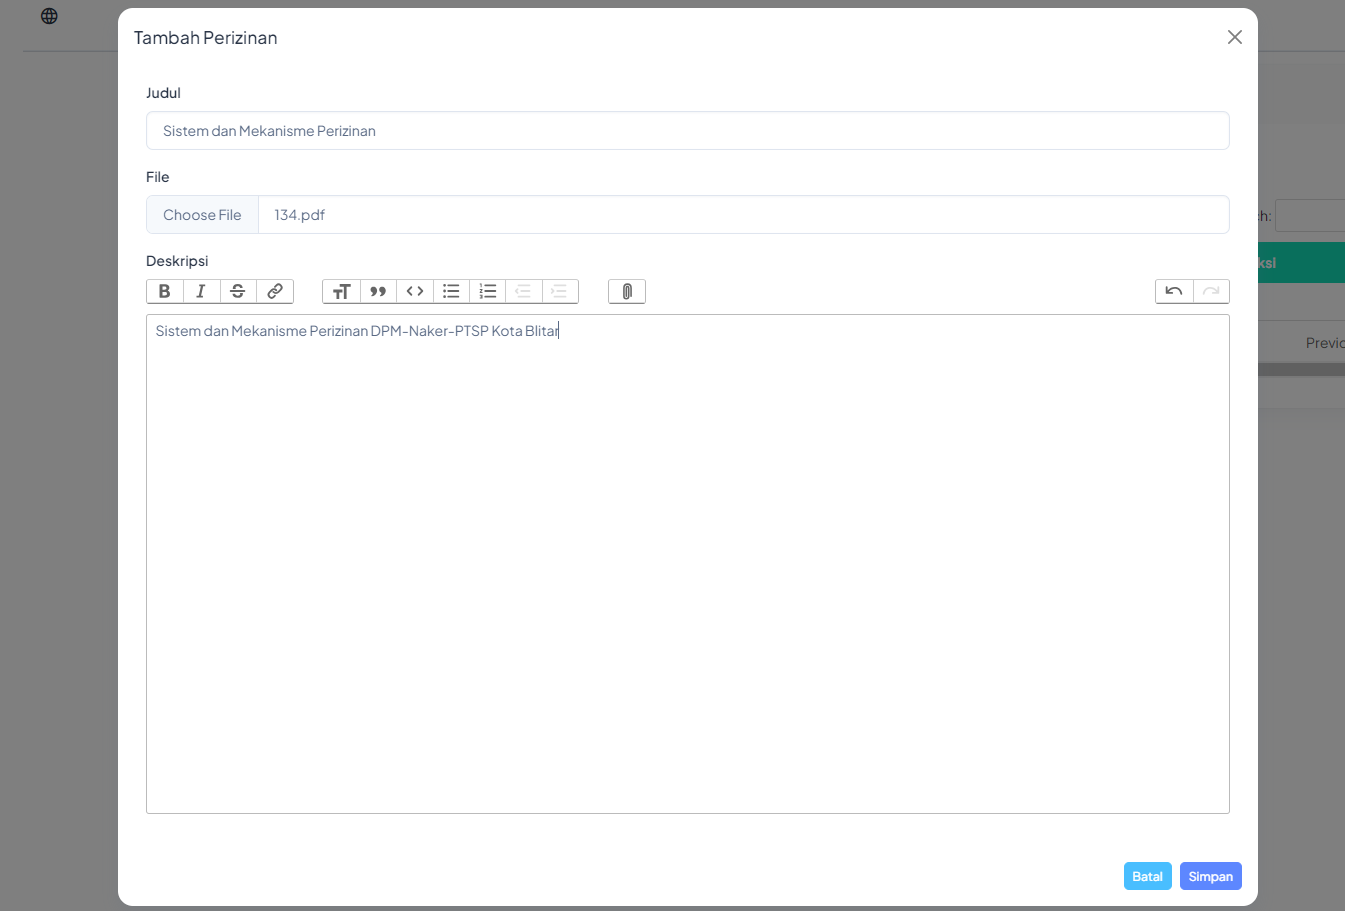 Tambah Perizinan
Judul
Sistem dan Mekanisme Perizinan
File
Choose File 134.pdf
Deskripsi
Sistem dan Mekanisme Perizinan DPM-Naker-PTSP Kota Blitar
Batal Simpan